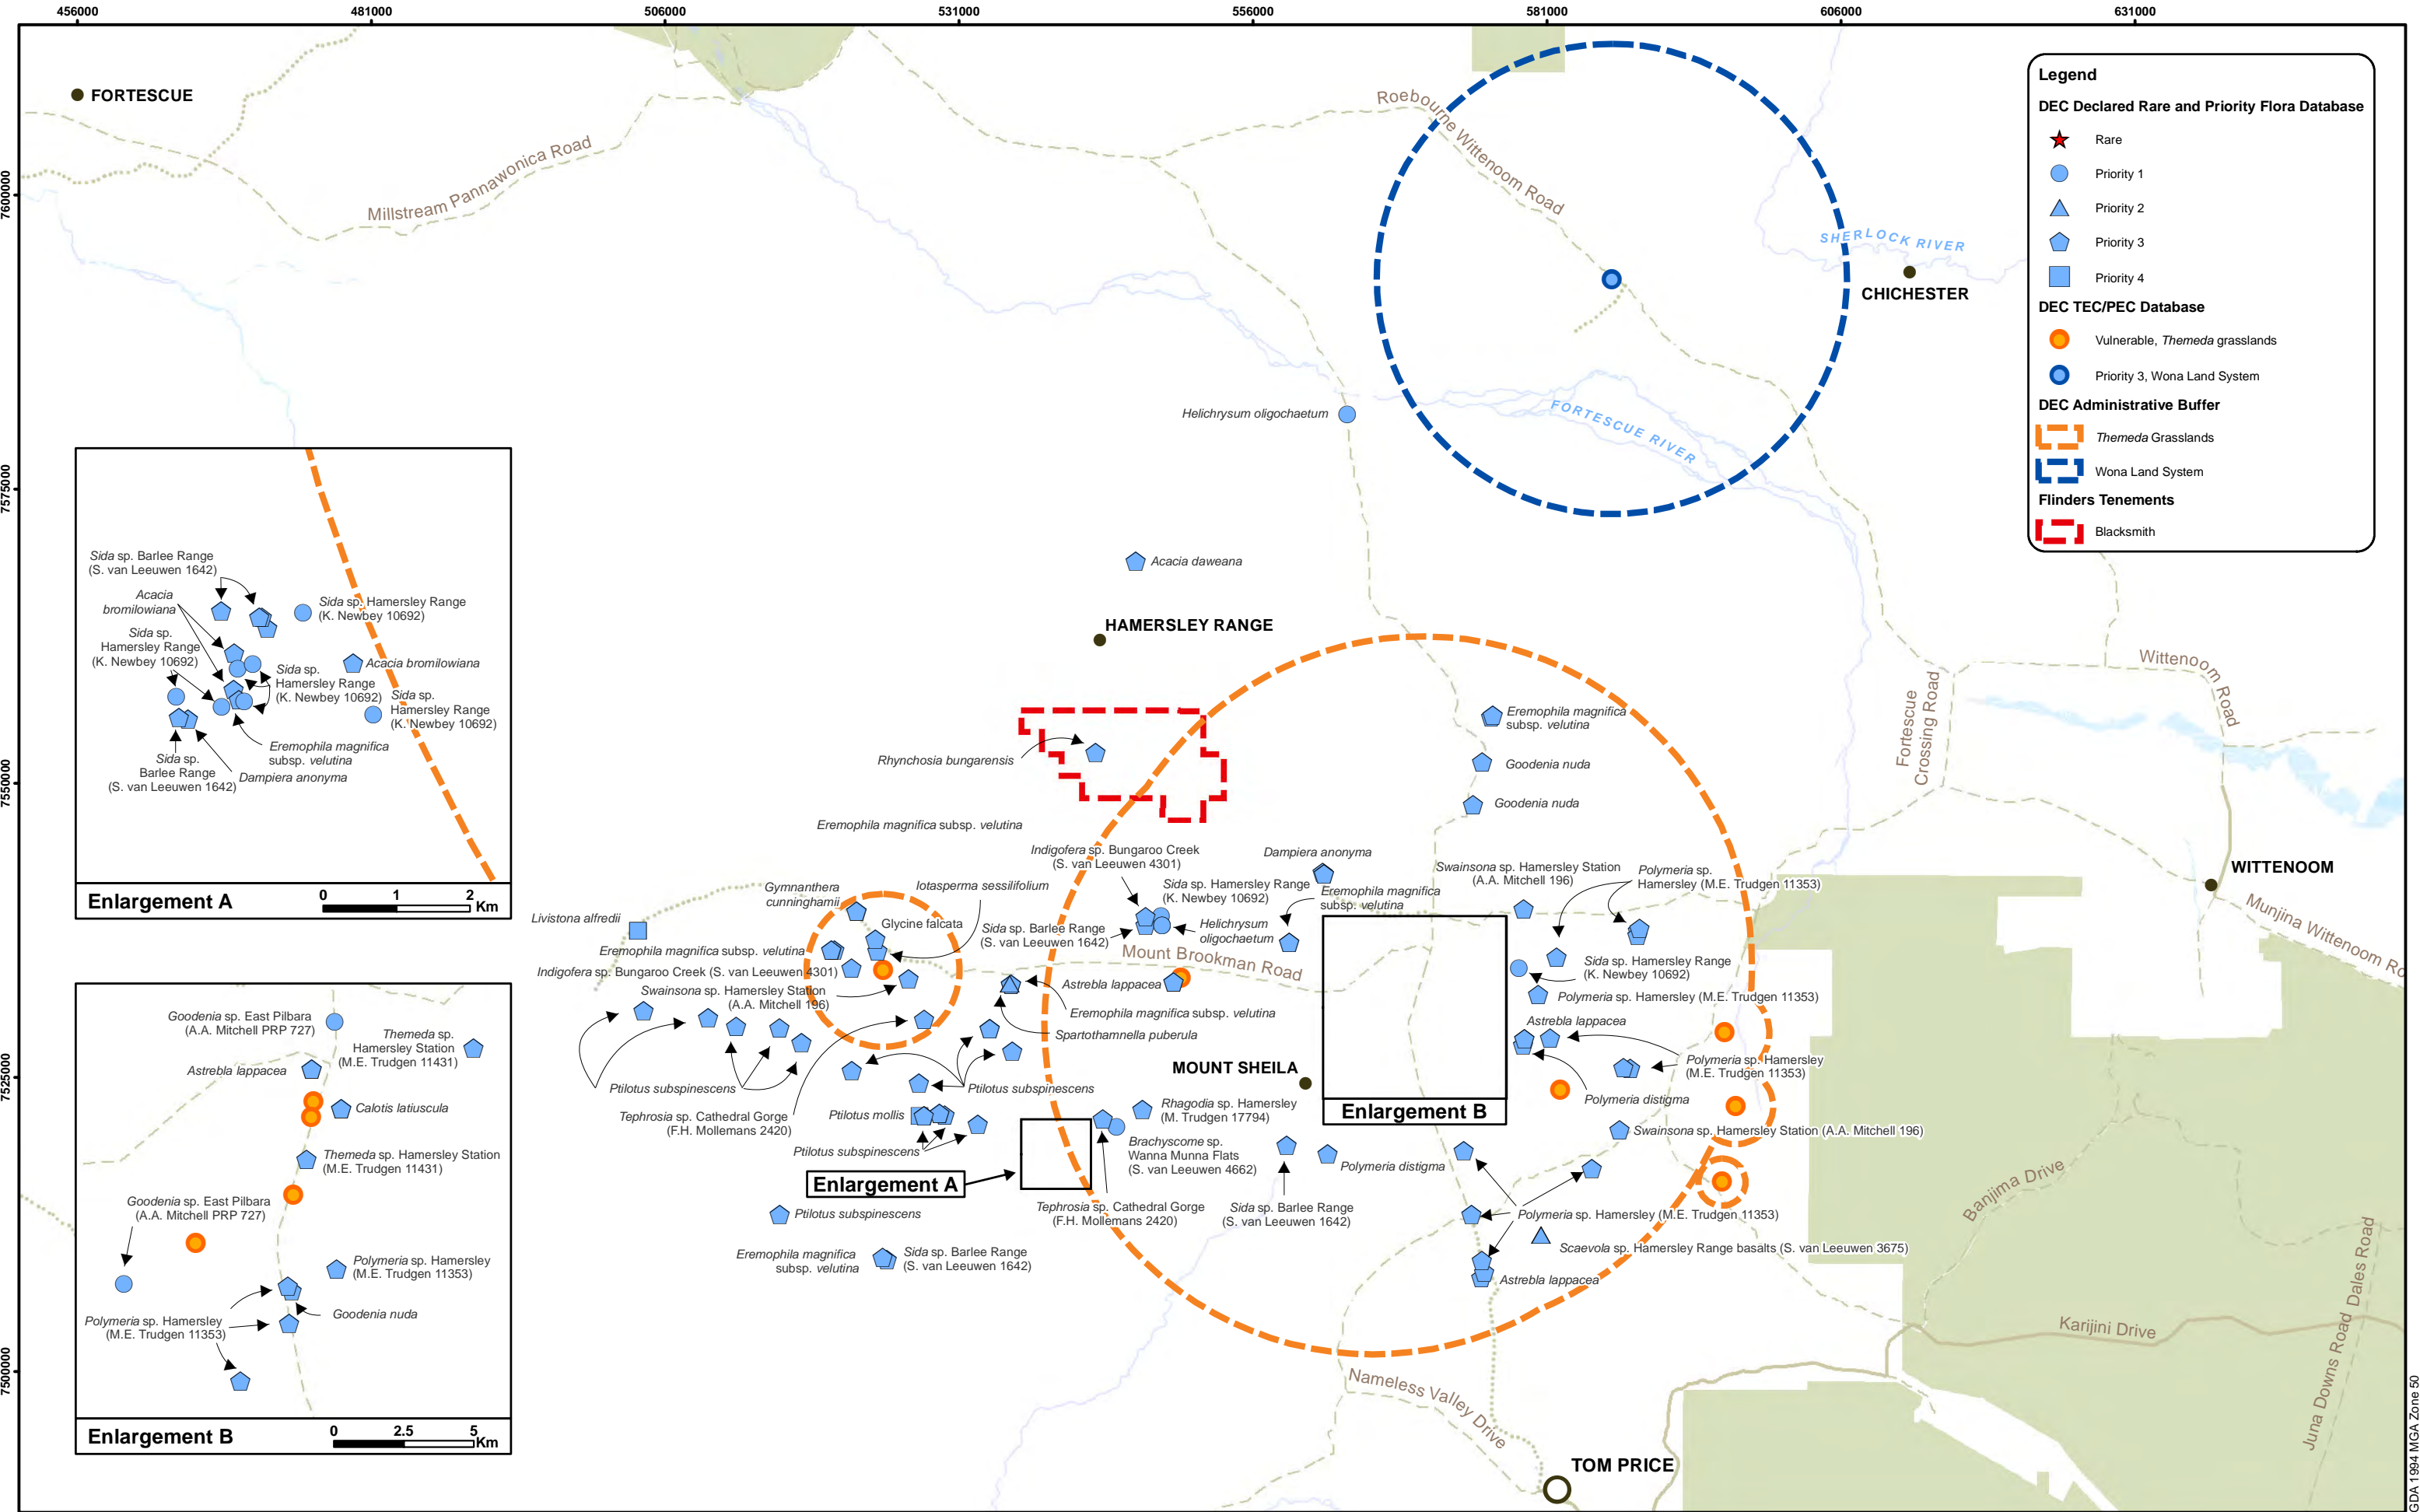 456000
481000
506000
531000
556000
581000
606000
631000
7600000
7575000
7550000
7525000
7500000
FORTESCUE
Millstream Pannawonica Road
Roebourne Wittenoom Road
SHERLOCK RIVER
CHICHESTER
FORTESCUE RIVER
Helichrysum oligochaetum
Acacia daweana
HAMERSLEY RANGE
Legend
DEC Declared Rare and Priority Flora Database
Rare
Priority 1
Priority 2
Priority 3
Priority 4
DEC TEC/PEC Database
Vulnerable, Themeda grasslands
Priority 3, Wona Land System
DEC Administrative Buffer
Themeda Grasslands
Wona Land System
Flinders Tenements
Blacksmith
Sida sp. Barlee Range
(S. van Leeuwen 1642)
Acacia
bromilowiana
Sida sp. Hamersley Range
(K. Newbey 10692)
Sida sp.
Hamersley Range
(K. Newbey 10692)
Sida sp.
Hamersley Range
(K. Newbey 10692)
Acacia bromilowiana
Sida sp.
Hamersley Range
(K. Newbey 10692)
Eremophila magnifica
subsp. velutina
Sida sp.
Barlee Range
(S. van Leeuwen 1642)
Dampiera anonyma
Enlargement A
0 1 2
Km
Rhynchosia bungarensis
Eremophila magnifica
subsp. velutina
Goodenia nuda
Goodenia nuda
Fortescue
Crossing Road
Wittenoom Road
WITTENOOM
Munjina Wittenoom Ro
Eremophila magnifica subsp. velutina
Indigofera sp. Bungaroo Creek
(S. van Leeuwen 4301)
Dampiera anonyma
Swainsona sp. Hamersley Station
(A.A. Mitchell 196)
Polymeria sp.
Hamersley (M.E. Trudgen 11353)
Gymnanthera
cunninghamii
Iotasperma sessilifolium
Sida sp. Hamersley Range
(K. Newbey 10692)
Eremophila magnifica
subsp. velutina
Livistona alfredii
Glycine falcata
Sida sp. Barlee Range
(S. van Leeuwen 1642)
Helichrysum
oligochaetum
Eremophila magnifica subsp. velutina
Mount Brookman Road
Indigofera sp. Bungaroo Creek (S. van Leeuwen 4301)
Sida sp. Hamersley Range
(K. Newbey 10692)
Swainsona sp. Hamersley Station
(A.A. Mitchell 196)
Astrebla lappacea
Polymeria sp. Hamersley (M.E. Trudgen 11353)
Eremophila magnifica subsp. velutina
Astrebla lappacea
Spartothamnella puberula
Polymeria sp. Hamersley
(M.E. Trudgen 11353)
MOUNT SHEILA
Ptilotus subspinescens
Ptilotus subspinescens
Polymeria distigma
Enlargement B
Tephrosia sp. Cathedral Gorge
(F.H. Mollemans 2420)
Ptilotus mollis
Rhagodia sp. Hamersley
(M. Trudgen 17794)
Swainsona sp. Hamersley Station (A.A. Mitchell 196)
Ptilotus subspinescens
Brachyscome sp.
Wanna Munna Flats
(S. van Leeuwen 4662)
Polymeria distigma
Enlargement A
Ptilotus subspinescens
Tephrosia sp. Cathedral Gorge
(F.H. Mollemans 2420)
Sida sp. Barlee Range
(S. van Leeuwen 1642)
Polymeria sp. Hamersley (M.E. Trudgen 11353)
Scaevola sp. Hamersley Range basalts (S. van Leeuwen 3675)
Eremophila magnifica
subsp. velutina
Sida sp. Barlee Range
(S. van Leeuwen 1642)
Astrebla lappacea
Banjima Drive
Karijini Drive
Juna Downs Road Dales Road
Nameless Valley Drive
TOM PRICE
Goodenia sp. East Pilbara
(A.A. Mitchell PRP 727)
Themeda sp.
Hamersley Station
(M.E. Trudgen 11431)
Astrebla lappacea
Calotis latiuscula
Themeda sp. Hamersley Station
(M.E. Trudgen 11431)
Goodenia sp. East Pilbara
(A.A. Mitchell PRP 727)
Polymeria sp. Hamersley
(M.E. Trudgen 11353)
Goodenia nuda
Polymeria sp. Hamersley
(M.E. Trudgen 11353)
Enlargement B
0 2.5 5
Km
GDA 1994 MGA Zone 50